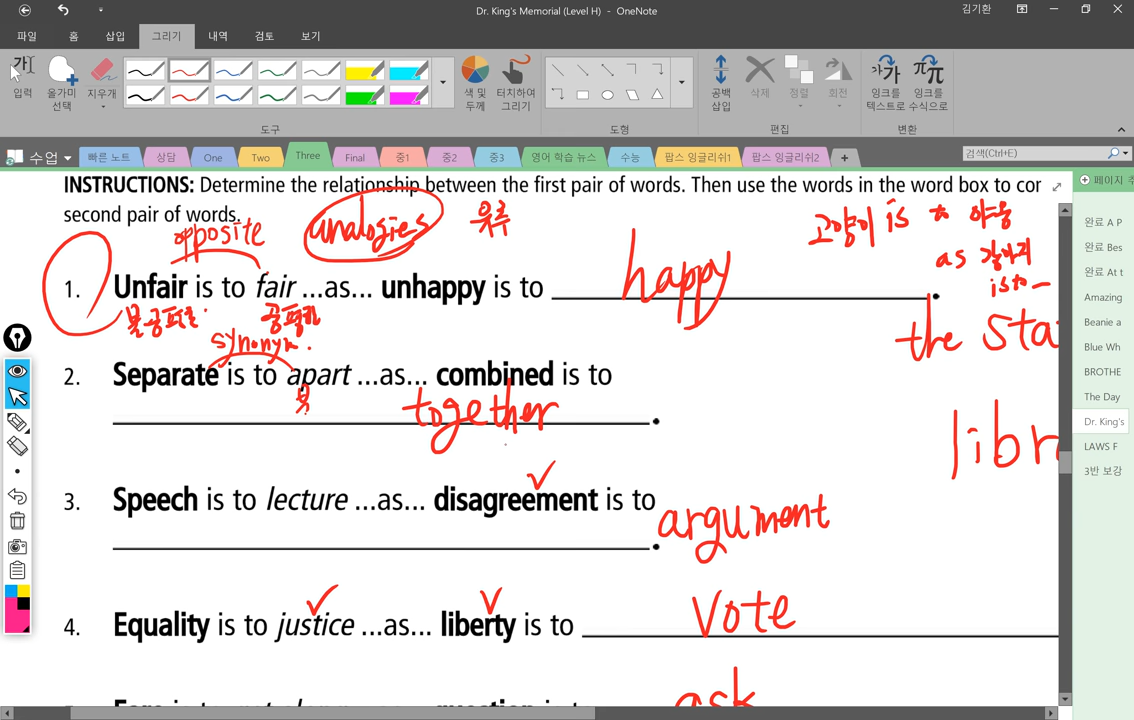 Dr. King's Memorial (Level H) - OneNote
김기환
파일 홈 삽입 그리기 내역 검토 보기
입력
올가미 선택
지우개
색 및 두께
터치하여 그리기
공백 삽입
삭제
정렬
회전
잉크를 텍스트로
잉크를 수식으로
도구 도형 편집 변환
수업 빠른 노트 상담 One Two Three Final 중1 중2 중3 영어 학습 뉴스 수능 팝스 잉글리쉬1 팝스 잉글리쉬2 +
검색(Ctrl+E)
페이지 추
완료 A P
완료 Bes
완료 At t
Amazing
Beanie a
Blue Wh
BROTHE
The Day
Dr. King's
LAWS F
3반 보강
INSTRUCTIONS: Determine the relationship between the first pair of words. Then use the words in the word box to cor
second pair of words.
opposite
analogies
유추
고양이 is to 야옹
as 강아지
is to
1. Unfair is to fair ...as... unhappy is to happy.
공평한
synonym
the sta
2. Separate is to apart ...as... combined is to
together
libr
3. Speech is to lecture ...as... disagreement is to
argument
4. Equality is to justice ...as... liberty is to vote
ask